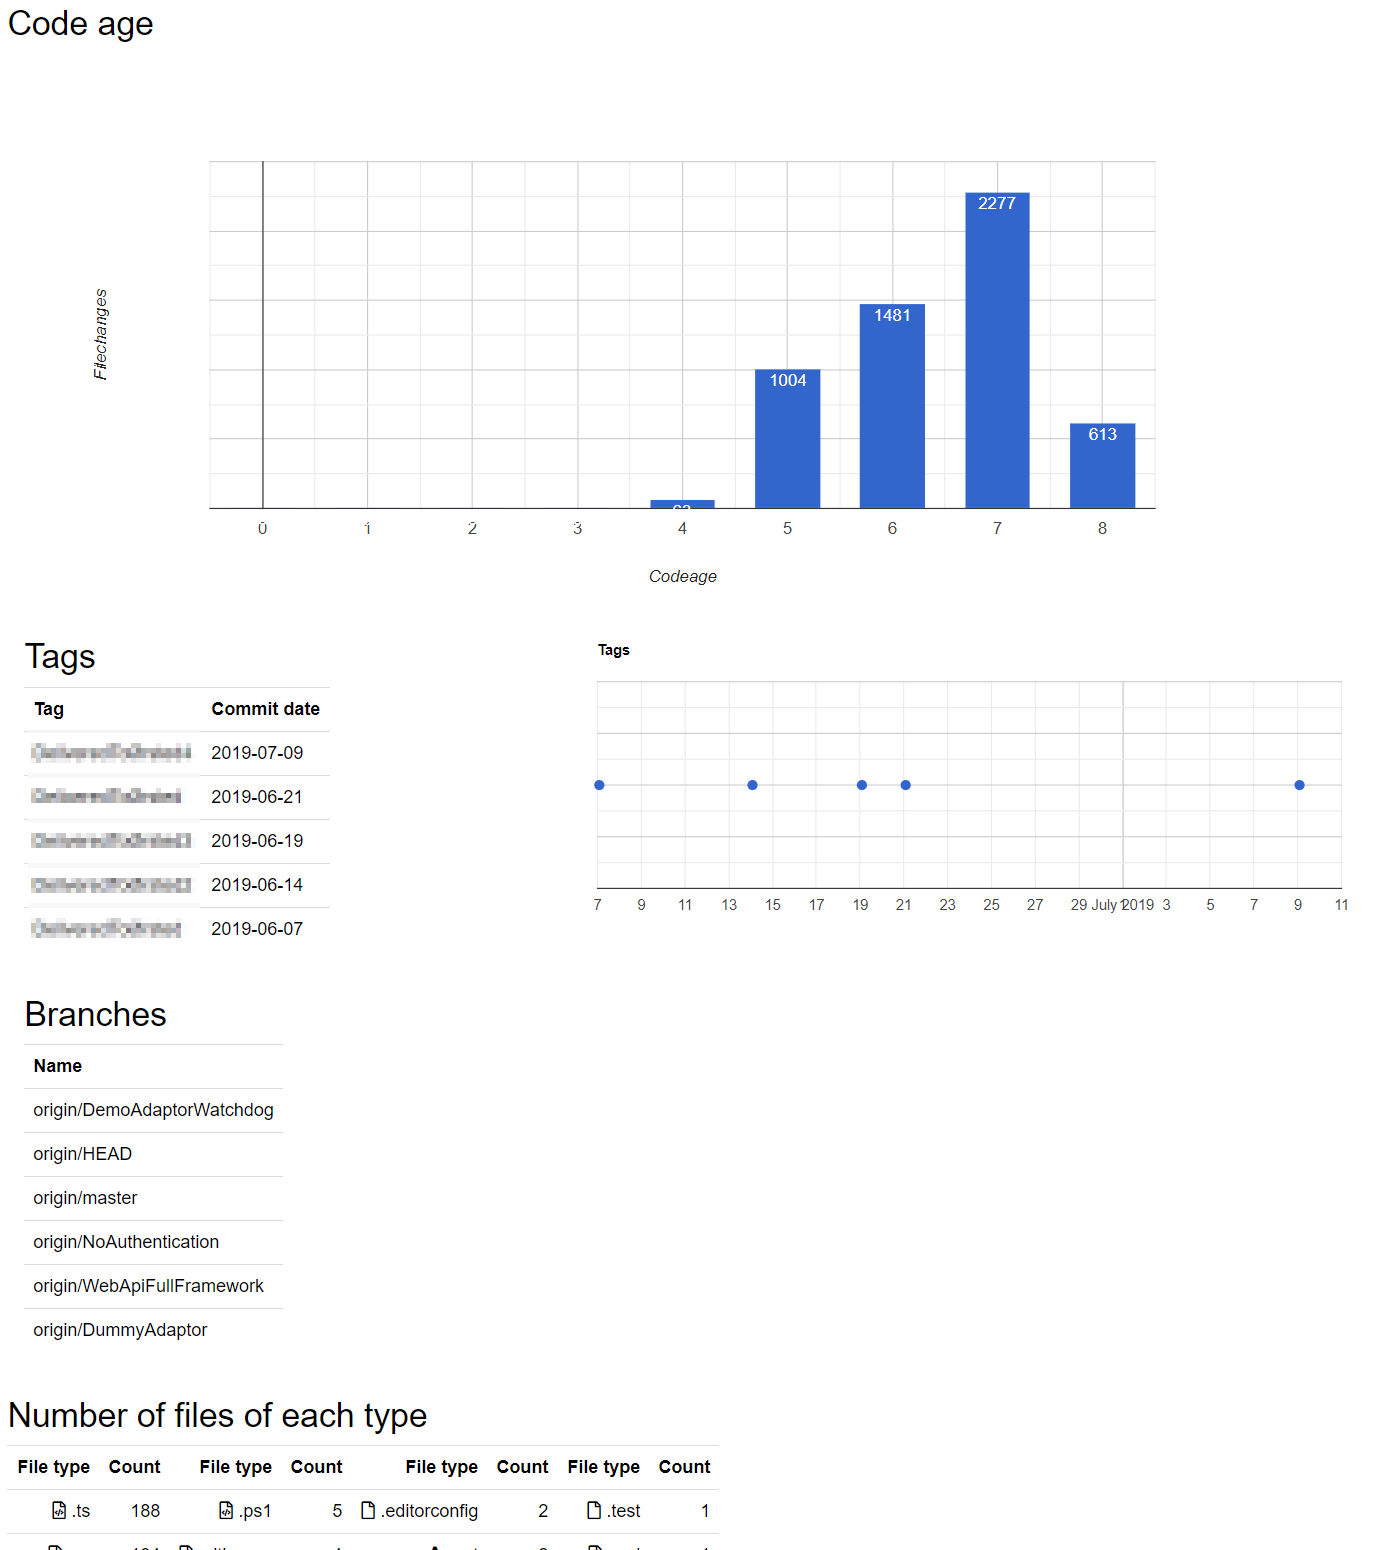 Code age
Filechanges
2277
1481
1004
613
0 1 2 3 4 5 6 7 8
Codeage
Tags
Tag Commit date
2019-07-09
2019-06-21
2019-06-19
2019-06-14
2019-06-07
Tags
7 9 11 13 15 17 19 21 23 25 27 29 July 1 2019 3 5 7 9 11
Branches
Name
origin/DemoAdaptorWatchdog
origin/HEAD
origin/master
origin/NoAuthentication
origin/WebApiFullFramework
origin/DummyAdaptor
Number of files of each type
File type Count File type Count File type Count File type Count
.ts 188 .ps1 5 .editorconfig 2 .test 1